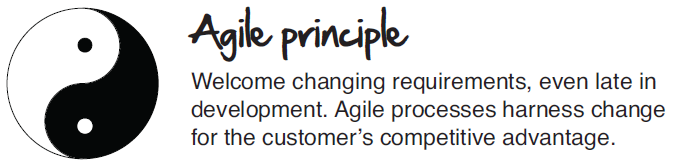 Agile principle
Welcome changing requirements, even late in
development. Agile processes harness change
for the customer’s competitive advantage.